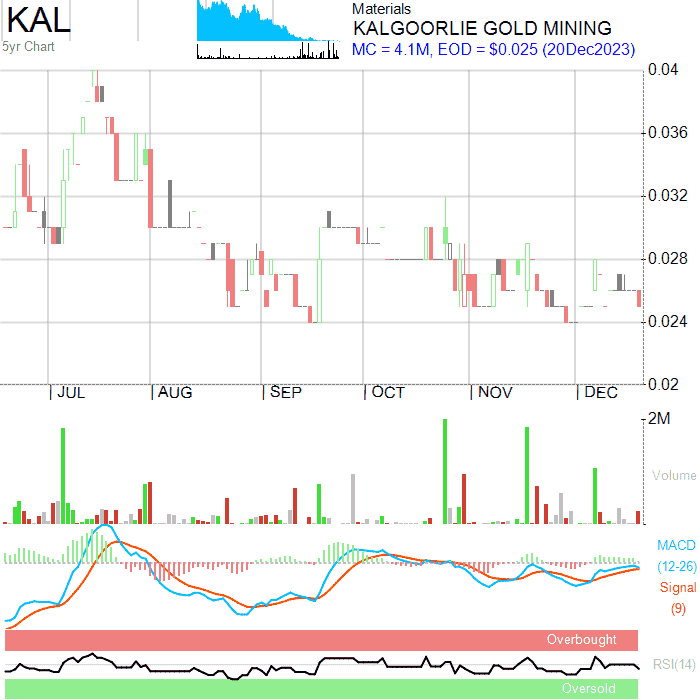 KAL
5yr Chart
Materials
KALGOORLIE GOLD MINING
MC = 4.1M, EOD = $0.025 (20Dec2023)
0.04
0.036
0.032
0.028
0.024
0.02
JUL AUG SEP OCT NOV DEC
2M
Volume
MACD
(12-26)
Signal
(9)
Overbought
RSI(14)
Oversold